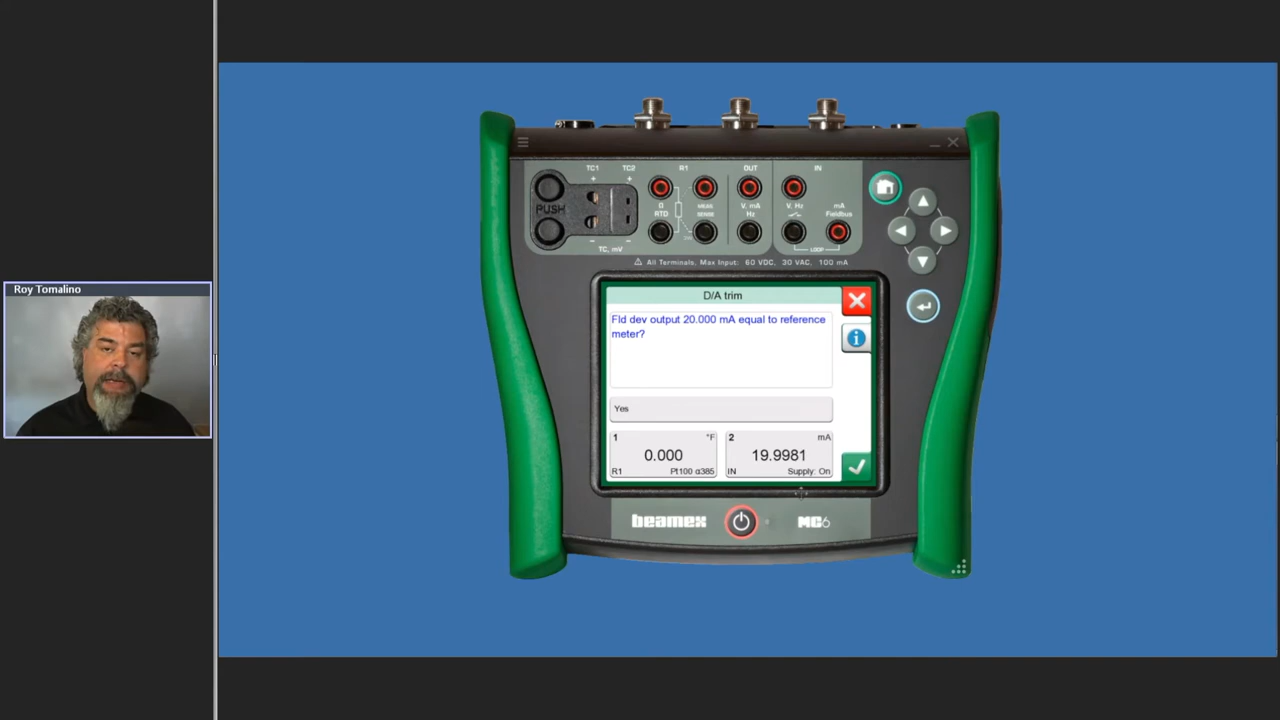 Roy Tomalino
TC1 TC2 R1 OUT IN
+ +
PUSH
Ω RTD
MEAS SENSE
V, mA Hz
V, Hz
mA Fieldbus
- -
TC, mV
LOOP
⚠ All Terminals, Max Input: 60 VDC, 30 VAC, 100 mA
D/A trim
Fld dev output 20.000 mA equal to reference
meter?
Yes
1 °F
0.000
R1 Pt100 α385
2 mA
19.9981
IN Supply: On
beamex MC6